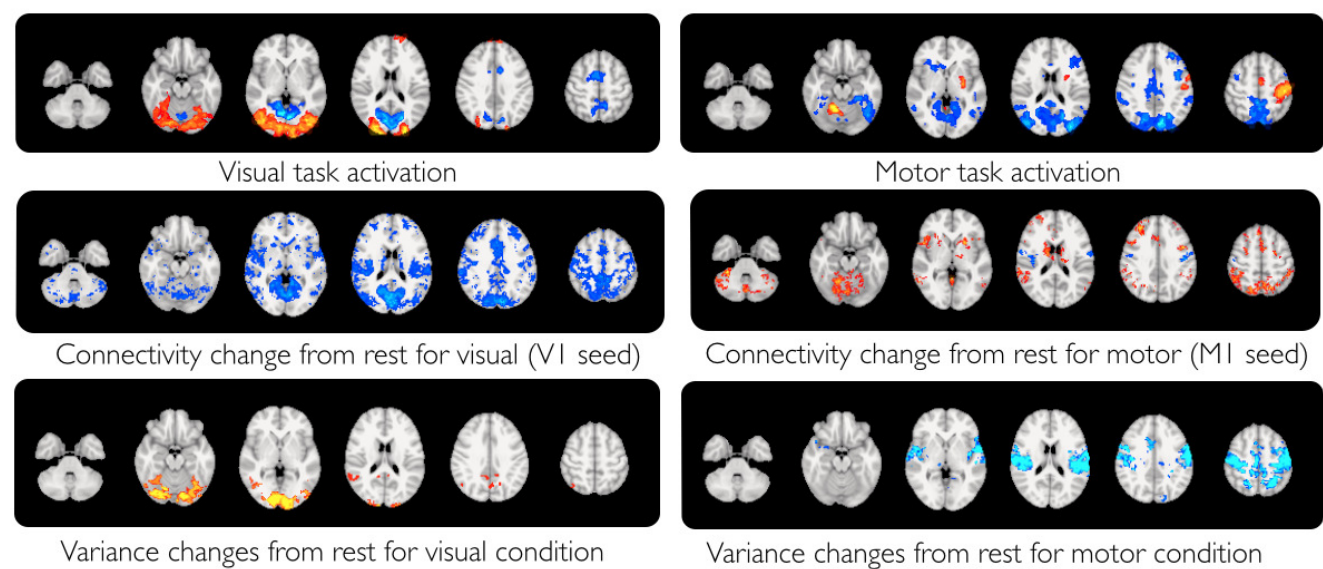 Visual task activation
Motor task activation
Connectivity change from rest for visual (V1 seed)
Connectivity change from rest for motor (M1 seed)
Variance changes from rest for visual condition
Variance changes from rest for motor condition